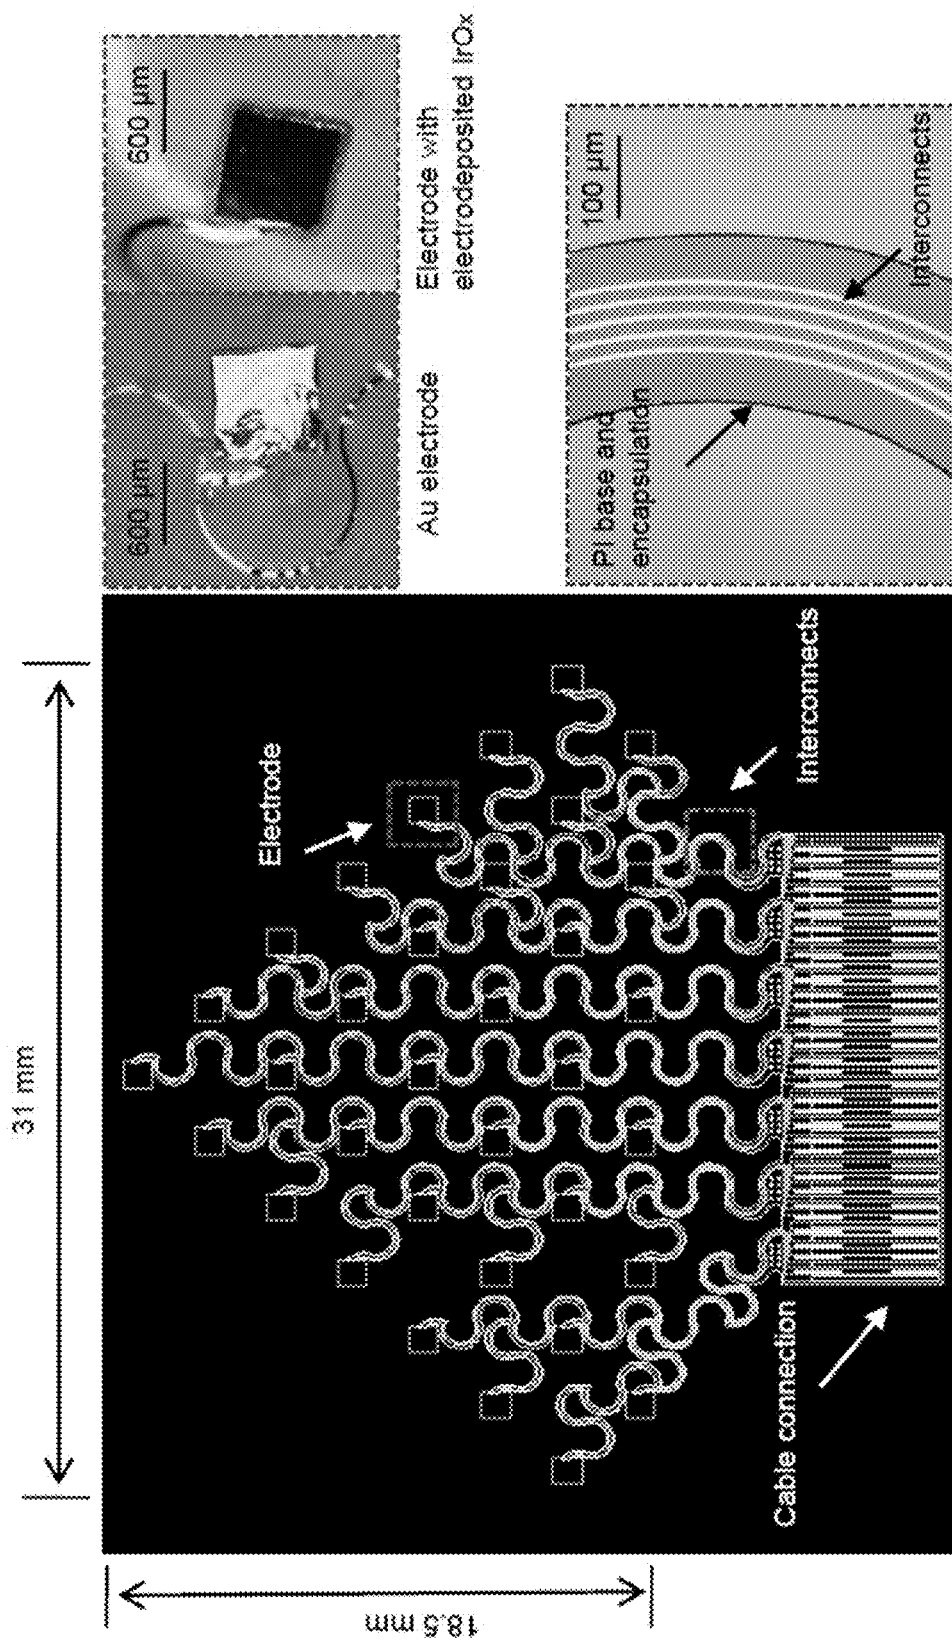 31 mm
18.5 mm
Electrode
Interconnects
Cable connection
600 µm
600 µm
Au electrode
Electrode with
electrodeposited IrOx
PI base and
encapsulation
100 µm
Interconnects